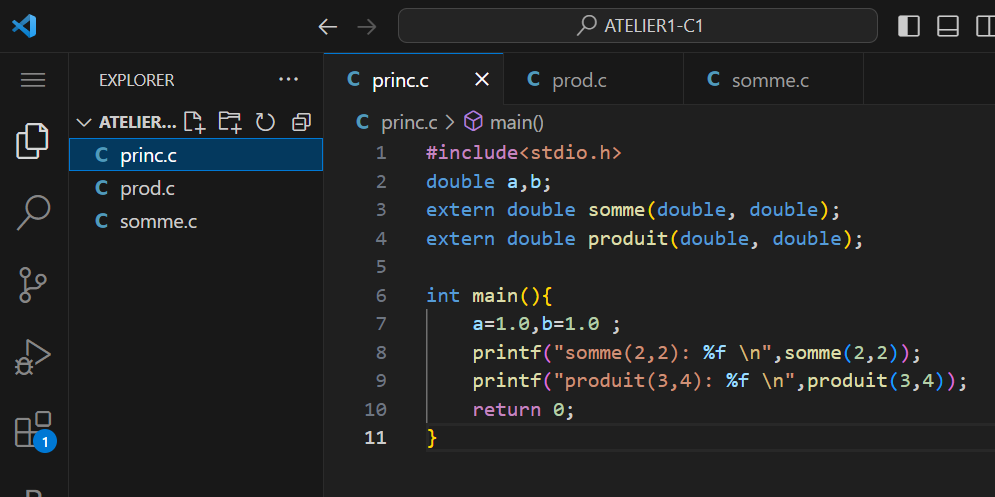 ATELIER1-C1
EXPLORER
ATELIER...
princ.c
prod.c
somme.c
1
C princ.c
C prod.c
C somme.c
C princ.c > main()
1 #include<stdio.h>
2 double a,b;
3 extern double somme(double, double);
4 extern double produit(double, double);
5
6 int main(){
7     a=1.0,b=1.0 ;
8     printf("somme(2,2): %f \n",somme(2,2));
9     printf("produit(3,4): %f \n",produit(3,4));
10     return 0;
11 }